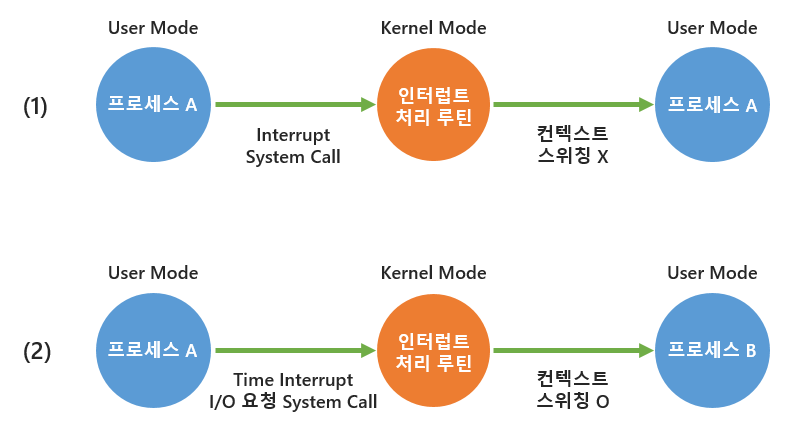 User Mode
Kernel Mode
User Mode
(1)
프로세스 A
인터럽트
처리 루틴
프로세스 A
Interrupt
System Call
컨텍스트
스위칭 X
User Mode
Kernel Mode
User Mode
(2)
프로세스 A
인터럽트
처리 루틴
프로세스 B
Time Interrupt
I/O 요청 System Call
컨텍스트
스위칭 O